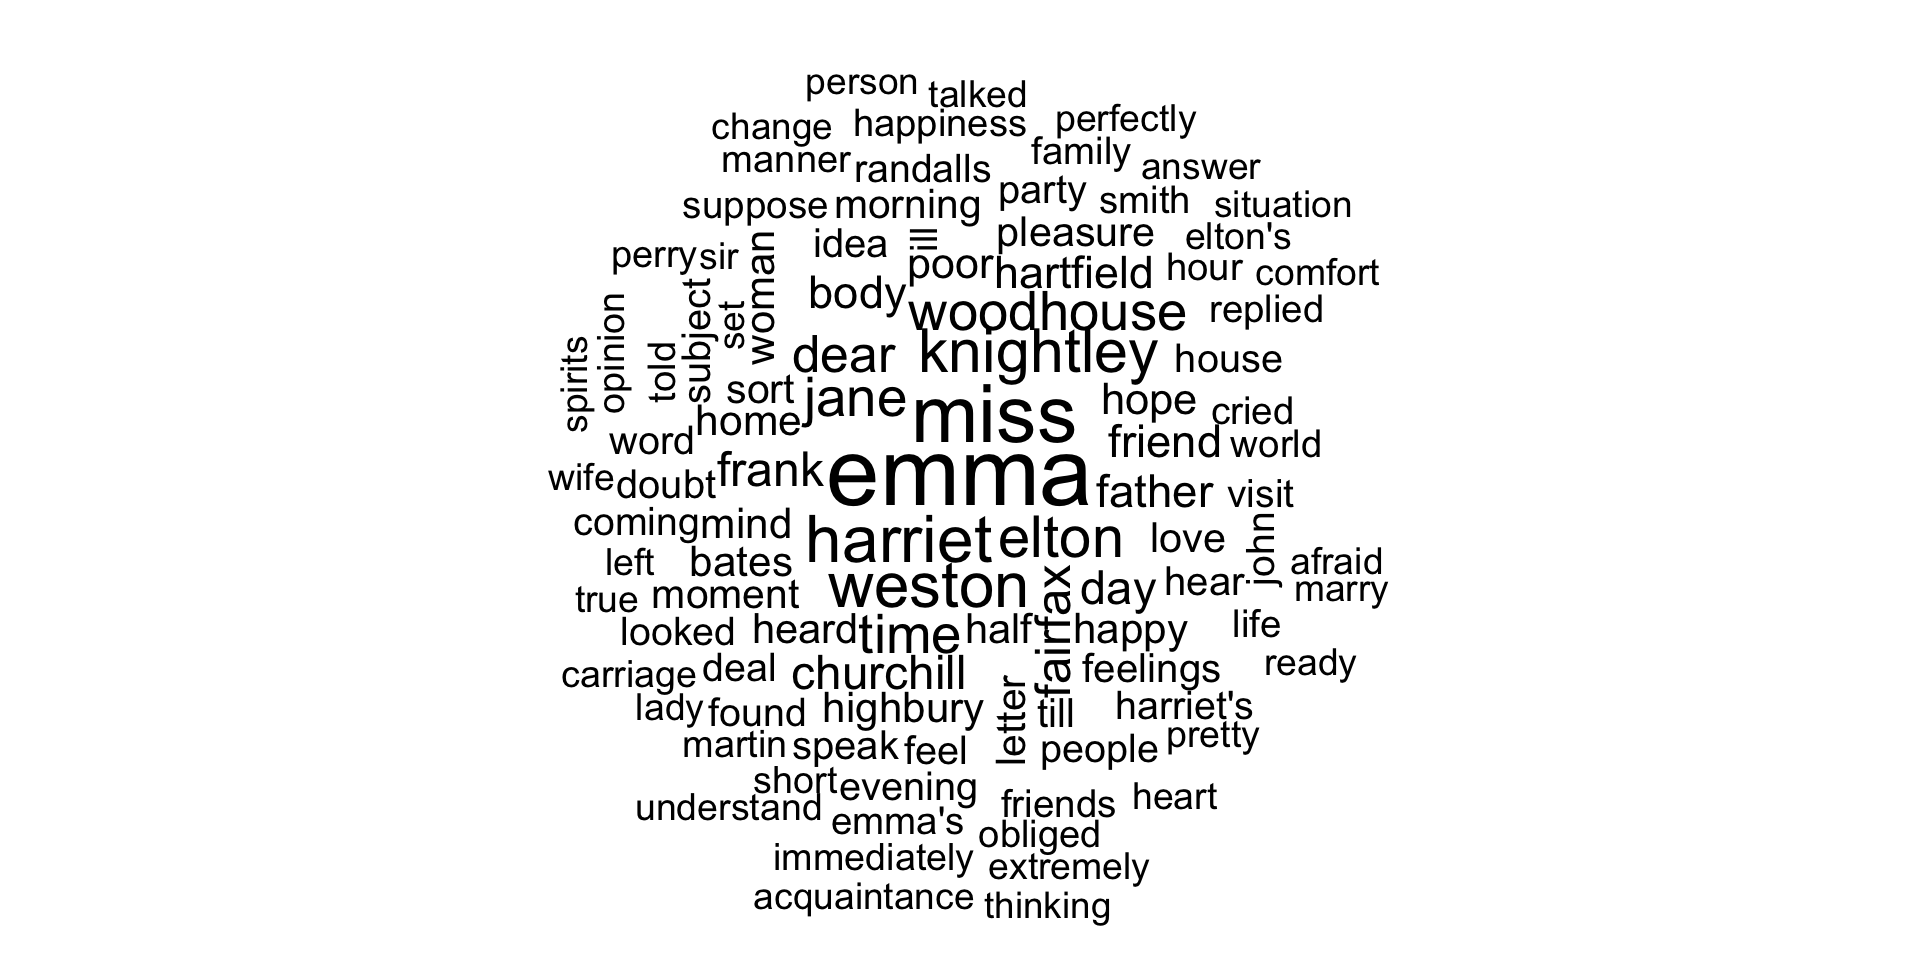 person talked
change happiness perfectly
manner randalls family answer
suppose morning party smith situation
perry sir woman idea ill pleasure elton's
poor hartfield hour comfort
spirits opinion told subject set body woodhouse replied
dear knightley house
sort jane miss hope cried
home
word friend world
wife doubt frank emma father visit
coming mind harriet elton love john
left bates weston fairfax day hear afraid
true moment marry
looked heard time half happy life
carriage deal churchill feelings ready
lady found highbury letter till harriet's
martin speak feel people pretty
short evening friends heart
understand emma's obliged
immediately extremely
acquaintance thinking